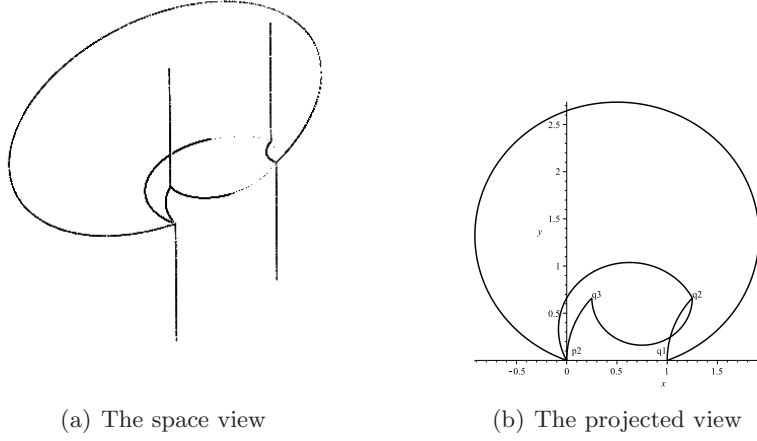 2.5
2
1.5
y
1
q3
q2
0.5
p2
q1
-0.5
0
0.5
1
1.5
x
(a) The space view
(b) The projected view